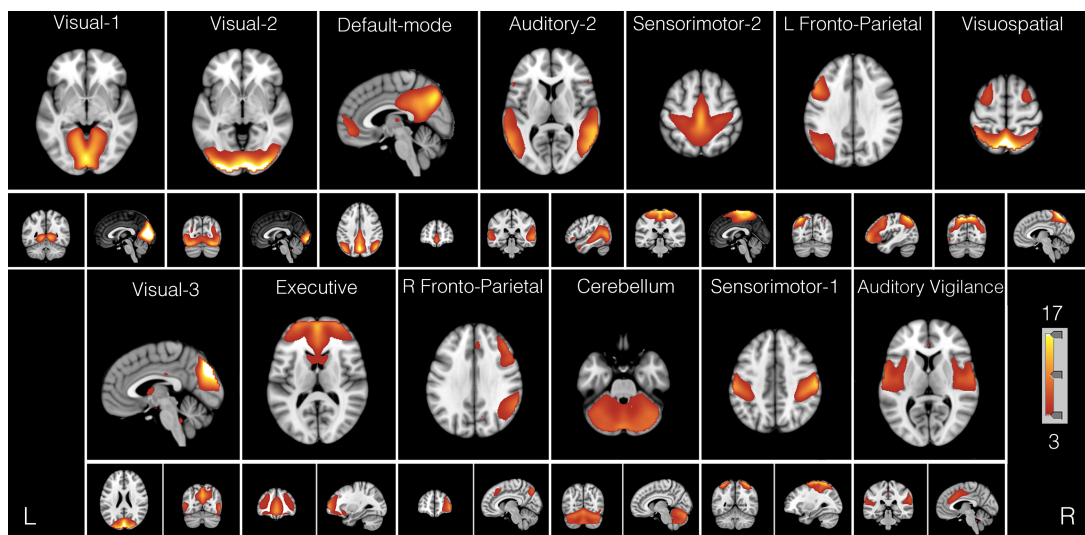 Visual-1
Visual-2
Default-mode
Auditory-2
Sensorimotor-2
L Fronto-Parietal
Visuospatial
Visual-3
Executive
R Fronto-Parietal
Cerebellum
Sensorimotor-1
Auditory Vigilance
17
3
L
R